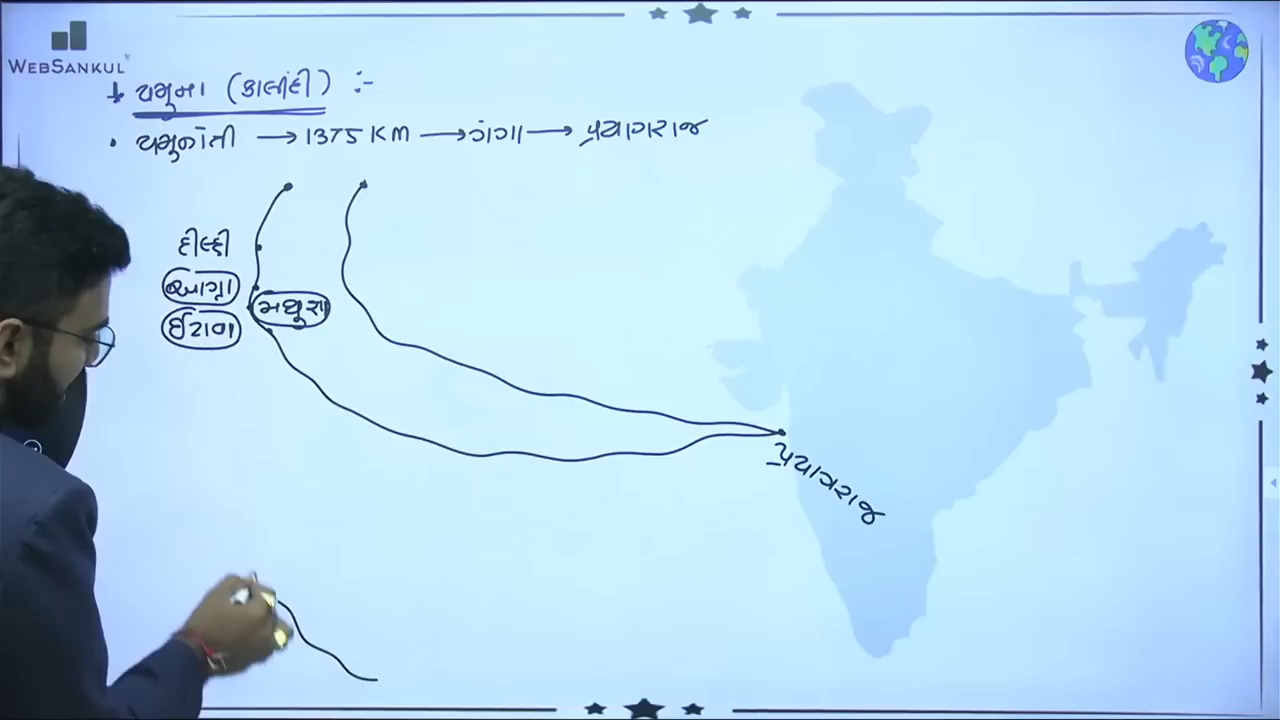 WEBSANKUL
યમુના (કાલીંદી) :-
• યમુનોત્રી → 1375 KM → ગંગા → પ્રયાગરાજ
દીલ્હી
આગ્રા
મથુરા
ઈટાવા
પ્રયાગરાજ